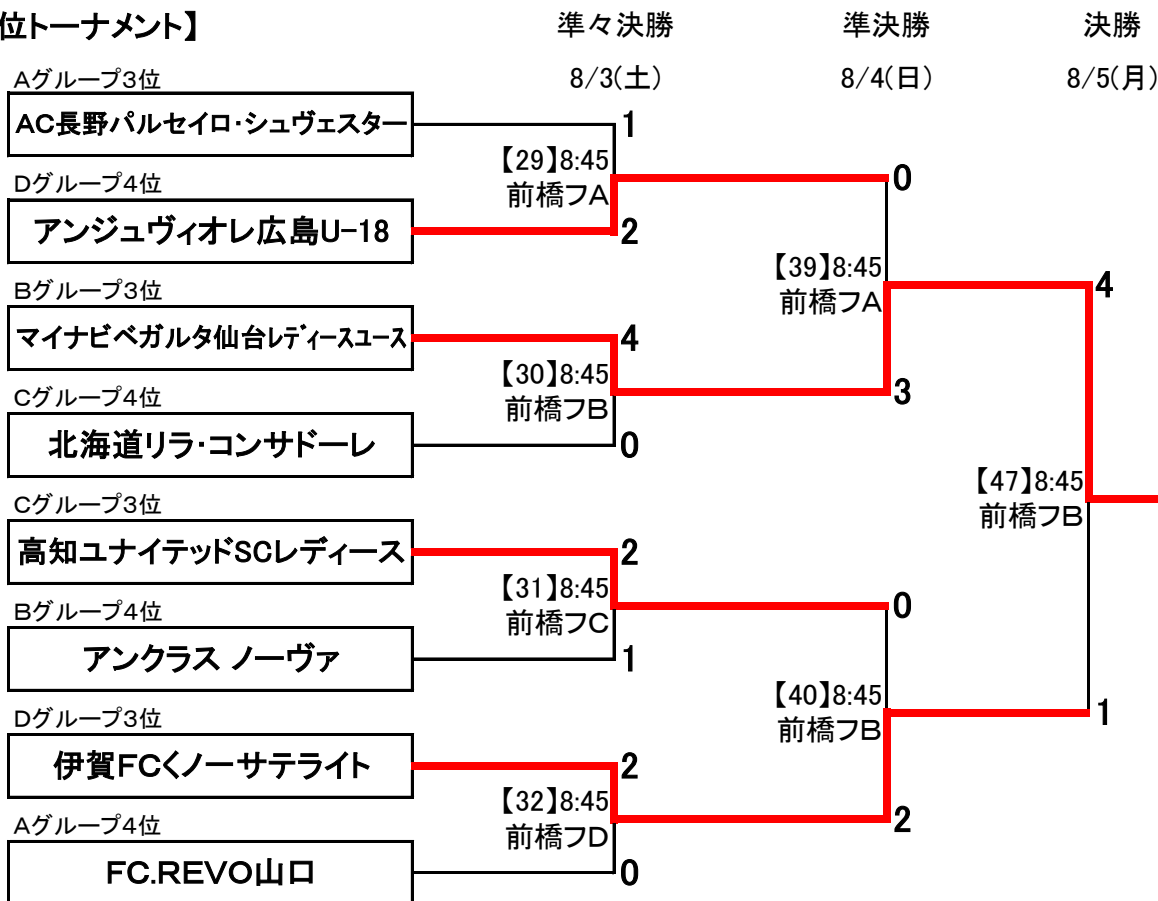 位トーナメント】
準々決勝
準決勝
決勝
8/3(土)
8/4(日)
8/5(月)
Aグループ3位
AC長野パルセイロ・シュヴェスター
1
【29】8:45
前橋フA
0
Dグループ4位
アンジュヴィオレ広島U-18
2
【39】8:45
前橋フA
4
Bグループ3位
マイナビベガルタ仙台レディースユース
4
【30】8:45
前橋フB
3
Cグループ4位
北海道リラ・コンサドーレ
0
【47】8:45
前橋フB
Cグループ3位
高知ユナイテッドSCレディース
2
【31】8:45
前橋フC
0
Bグループ4位
アンクラス ノーヴァ
1
【40】8:45
前橋フB
1
Dグループ3位
伊賀FCくノーサテライト
2
【32】8:45
前橋フD
2
Aグループ4位
FC.REVO山口
0